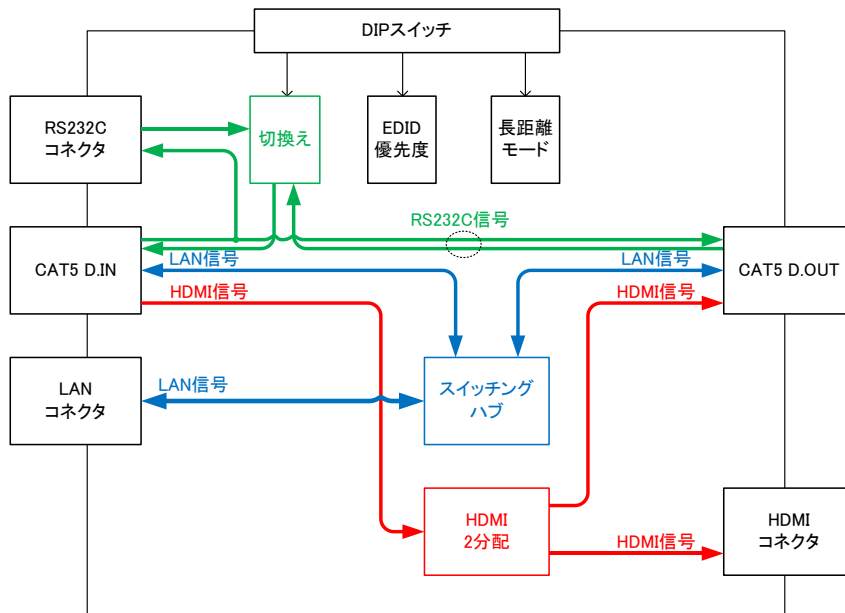 DIPスイッチ
RS232C
コネクタ
切換え
EDID
優先度
長距離
モード
RS232C信号
CAT5 D.IN
LAN信号
LAN信号
CAT5 D.OUT
HDMI信号
HDMI信号
LAN
コネクタ
LAN信号
スイッチング
ハブ
HDMI
2分配
HDMI信号
HDMI
コネクタ